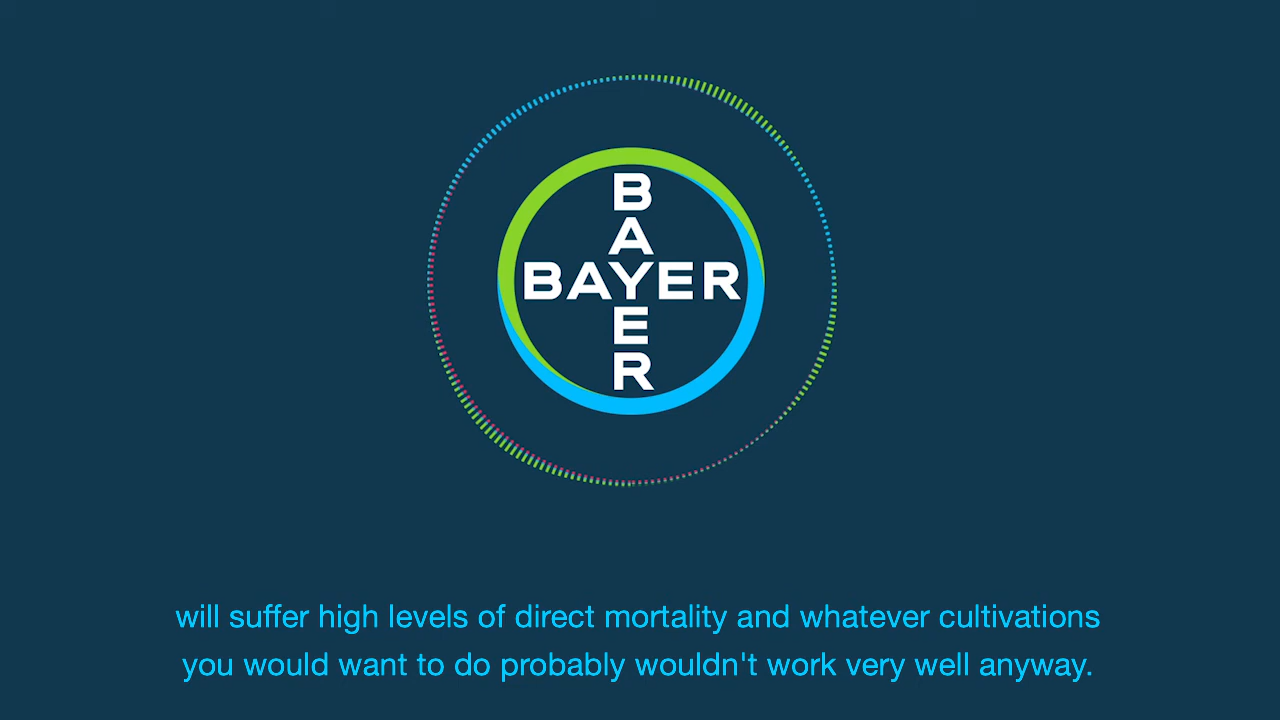 B
A
BAYER
E
R
will suffer high levels of direct mortality and whatever cultivations
you would want to do probably wouldn't work very well anyway.